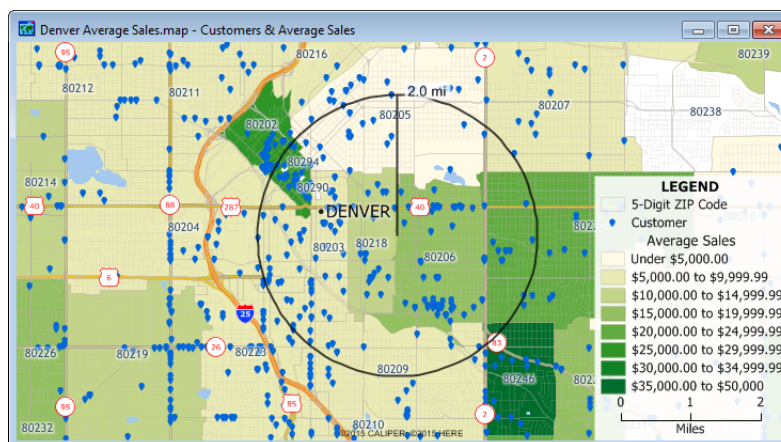 Denver Average Sales.map - Customers & Average Sales
95
80216
2
80239
80212
80211
2.0 mi
80207
80205
80238
80202
80294
80214
80290
40
88
287
DENVER
40
80204
80203
80218
80206
6
25
80226
80219
26
80223
83
80209
80246
95
85
2
80232
80210
©2015 CALIPER; ©2015 HERE
LEGEND
5-Digit ZIP Code
Customer
Average Sales
Under $5,000.00
$5,000.00 to $9,999.99
$10,000.00 to $14,999.99
$15,000.00 to $19,999.99
$20,000.00 to $24,999.99
$25,000.00 to $29,999.99
$30,000.00 to $34,999.99
$35,000.00 to $50,000
0 1 2
Miles